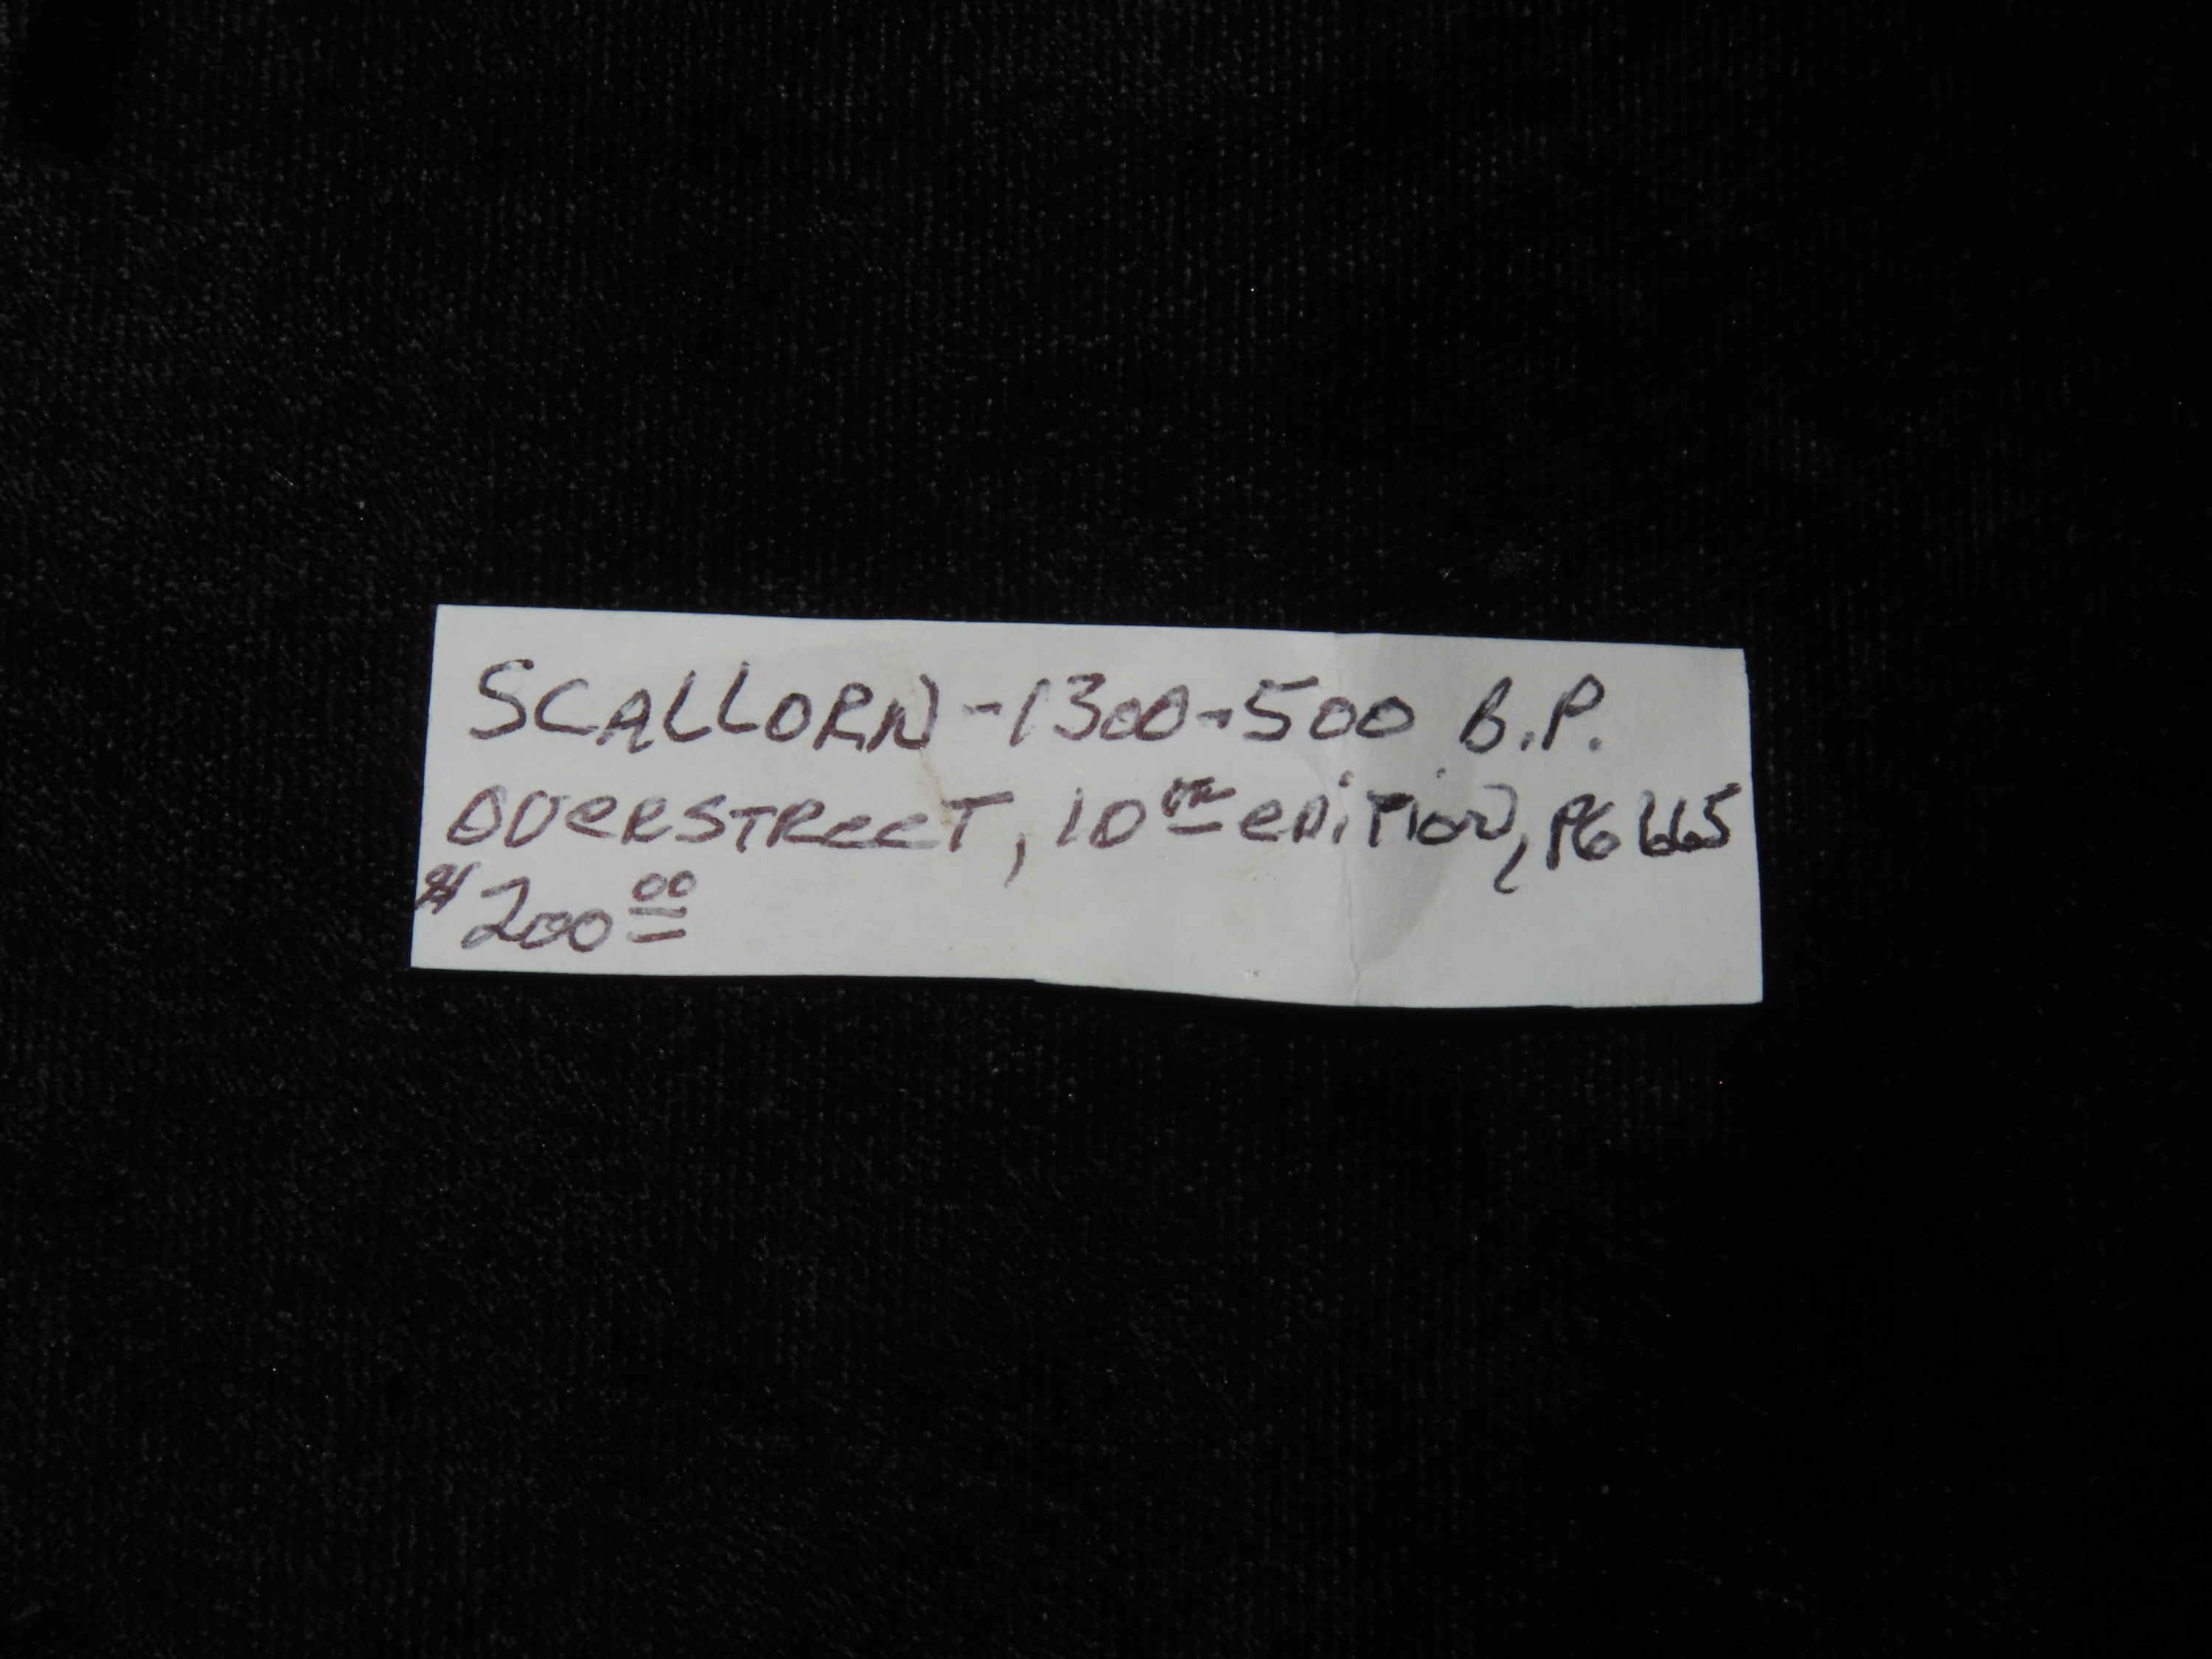 SCALLORN - 1300-500 B.P.
OVeRSTReeT, 10th eDiTioN, PG 665
$200.00